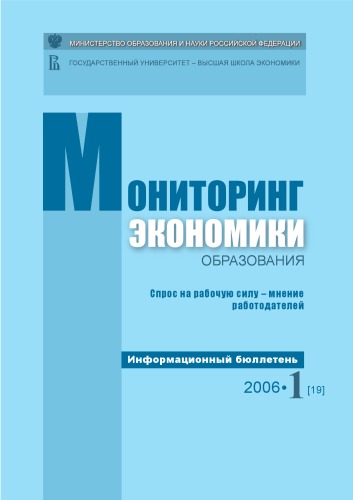 МИНИСТЕРСТВО ОБРАЗОВАНИЯ И НАУКИ РОССИЙСКОЙ ФЕДЕРАЦИИ
ГОСУДАРСТВЕННЫЙ УНИВЕРСИТЕТ – ВЫСШАЯ ШКОЛА ЭКОНОМИКИ
МОНИТОРИНГ
ЭКОНОМИКИ
ОБРАЗОВАНИЯ
Спрос на рабочую силу – мнение
работодателей
Информационный бюллетень
2006•1 [19]